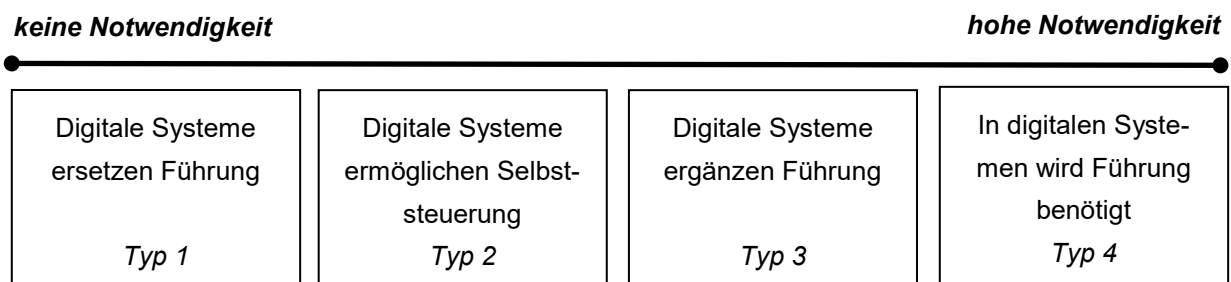 keine Notwendigkeit
hohe Notwendigkeit
Digitale Systeme
ersetzen Führung
Typ 1
Digitale Systeme
ermöglichen Selbst-
steuerung
Typ 2
Digitale Systeme
ergänzen Führung
Typ 3
In digitalen Syste-
men wird Führung
benötigt
Typ 4